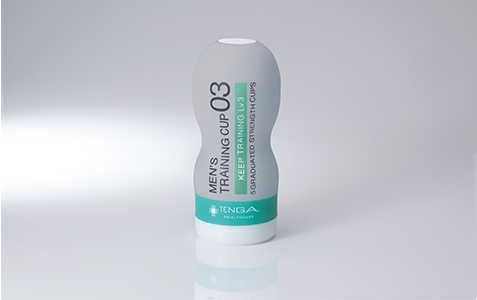 MEN'S
TRAINING CUP 03
KEEP TRAINING Lv.3
5 GRADUATED STRENGTH CUPS
TENGA
HEALTHCARE